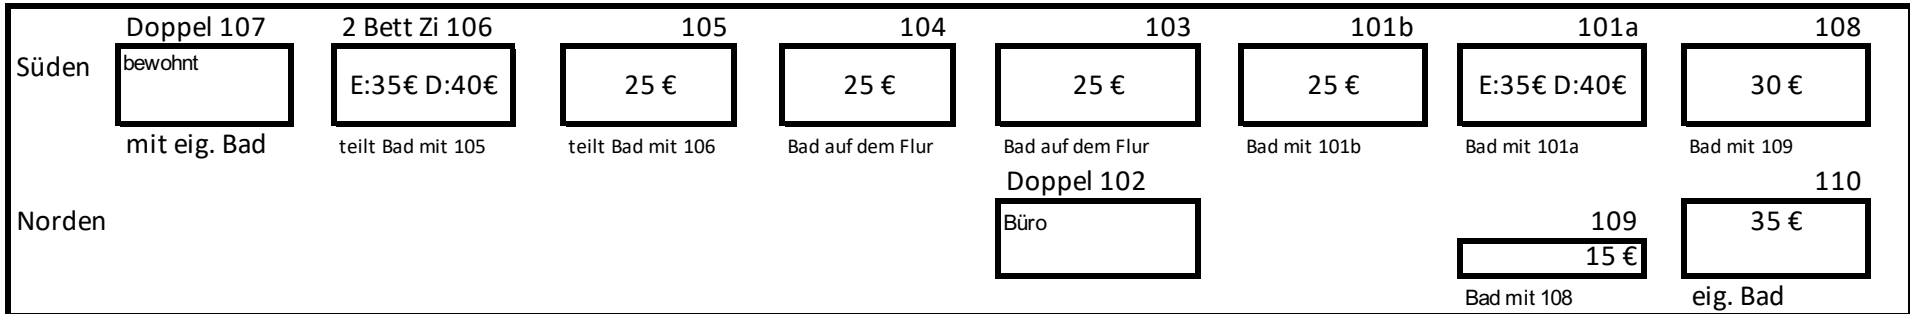 Doppel 107 2 Bett Zi 106 105 104 103 101b 101a 108
Süden bewohnt E:35€ D:40€ 25 € 25 € 25 € 25 € E:35€ D:40€ 30 €
mit eig. Bad teilt Bad mit 105 teilt Bad mit 106 Bad auf dem Flur Bad auf dem Flur Bad mit 101b Bad mit 101a Bad mit 109
Doppel 102 110
Norden Büro 109 35 €
15 €
Bad mit 108 eig. Bad